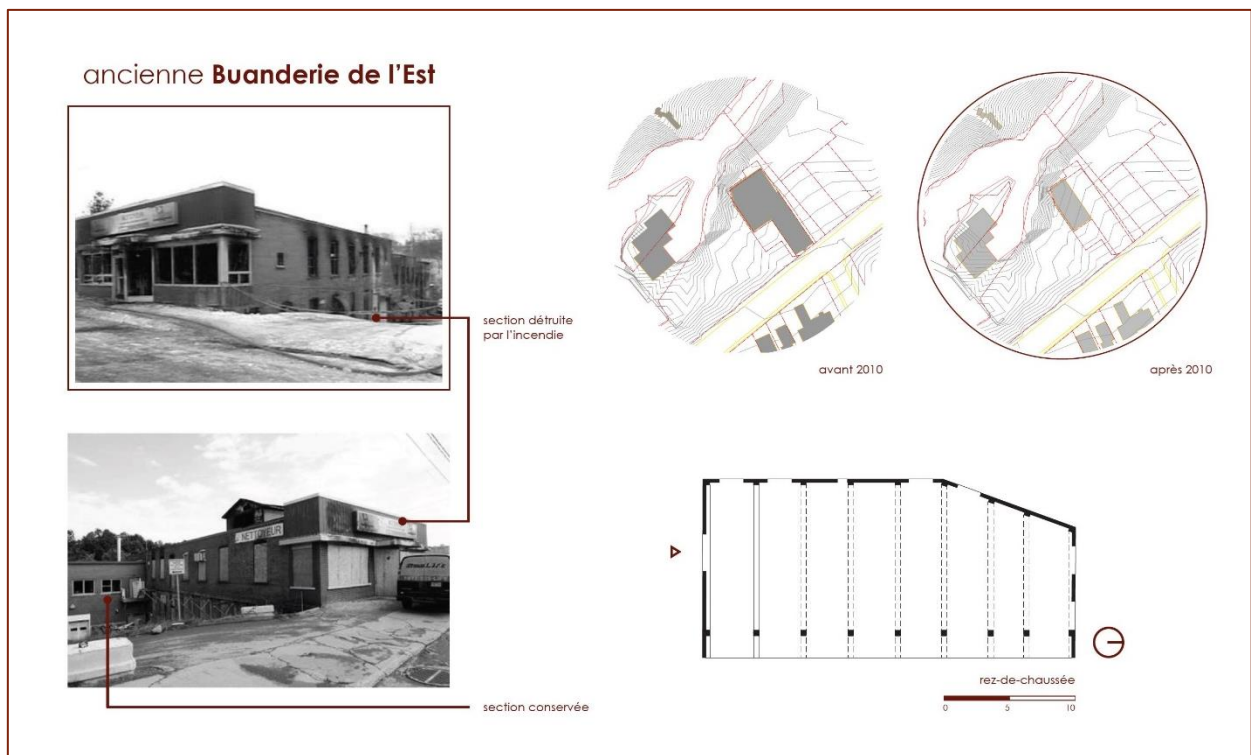 ancienne Buanderie de l'Est
section détruite
par l'incendie
avant 2010
après 2010
NETTOYEUR
section conservée
rez-de-chaussée
0 5 10